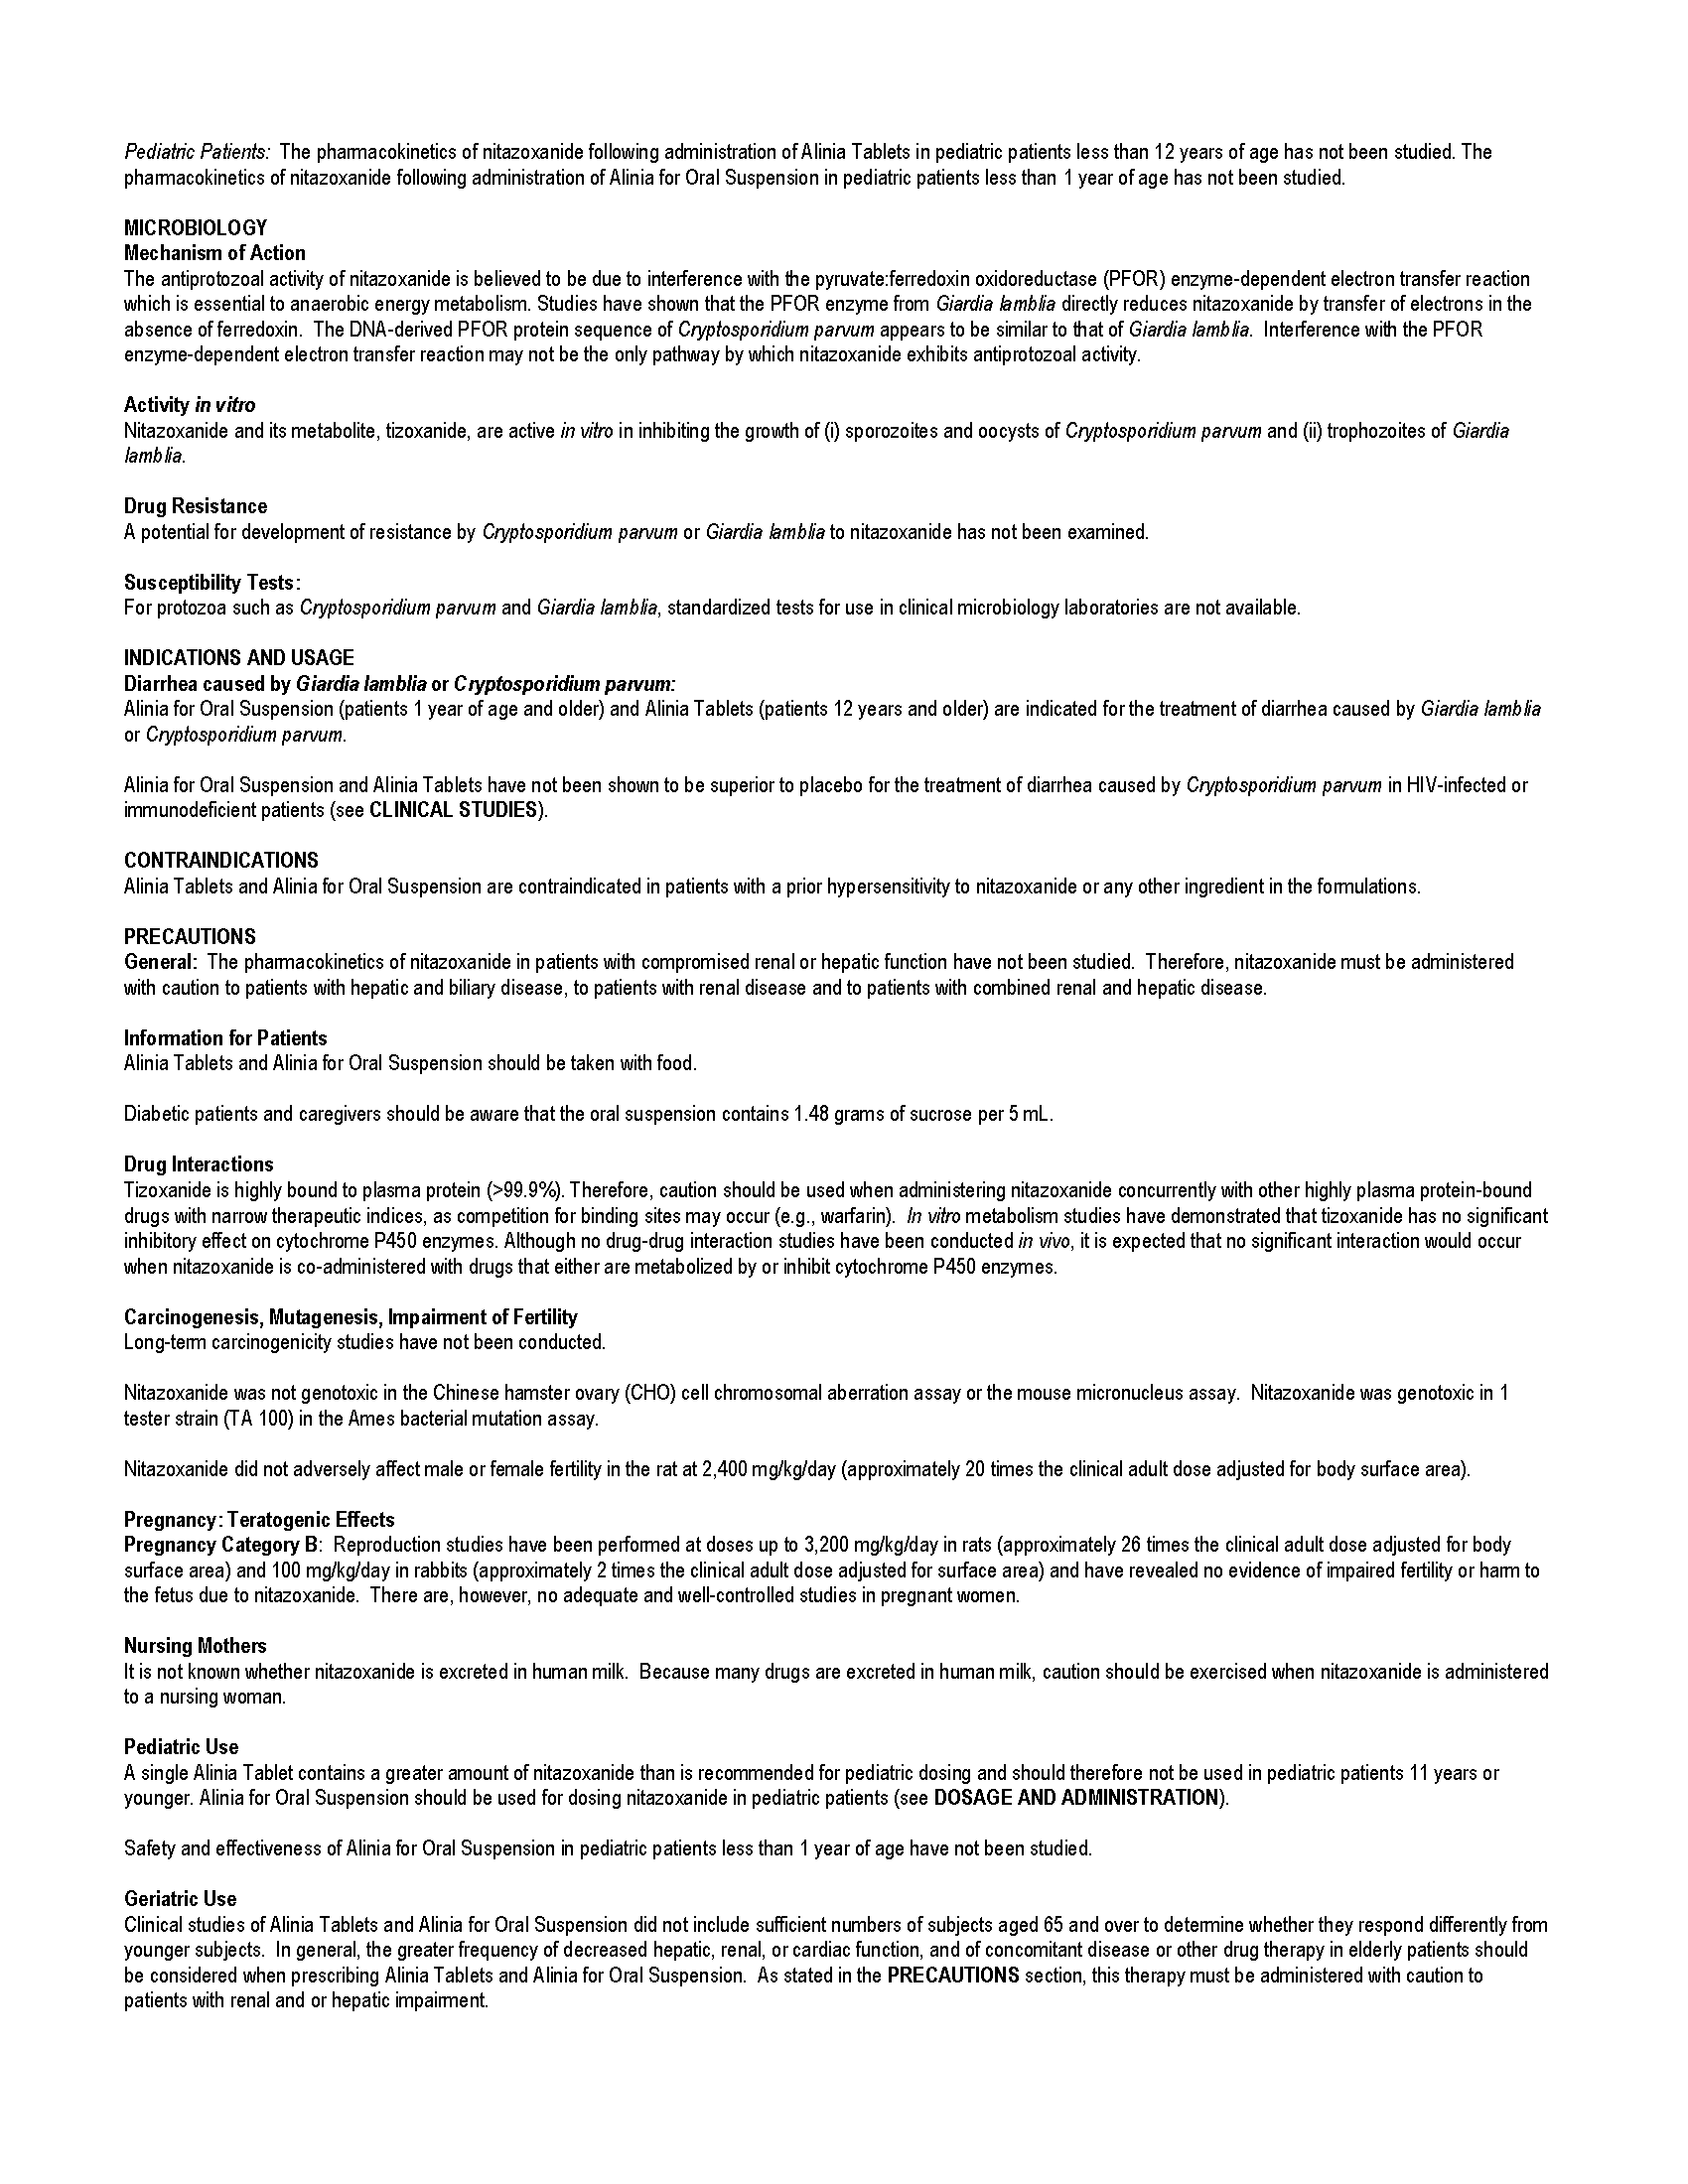 Pediatric Patients:  The pharmacokinetics of nitazoxanide following administration of Alinia Tablets in pediatric patients less than 12 years of age has not been studied. The
pharmacokinetics of nitazoxanide following administration of Alinia for Oral Suspension in pediatric patients less than 1 year of age has not been studied.
MICROBIOLOGY
Mechanism of Action
The antiprotozoal activity of nitazoxanide is believed to be due to interference with the pyruvate:ferredoxin oxidoreductase (PFOR) enzyme-dependent electron transfer reaction
which is essential to anaerobic energy metabolism. Studies have shown that the PFOR enzyme from Giardia lamblia directly reduces nitazoxanide by transfer of electrons in the
absence of ferredoxin.  The DNA-derived PFOR protein sequence of Cryptosporidium parvum appears to be similar to that of Giardia lamblia.  Interference with the PFOR
enzyme-dependent electron transfer reaction may not be the only pathway by which nitazoxanide exhibits antiprotozoal activity.
Activity in vitro
Nitazoxanide and its metabolite, tizoxanide, are active in vitro in inhibiting the growth of (i) sporozoites and oocysts of Cryptosporidium parvum and (ii) trophozoites of Giardia
lamblia.
Drug Resistance
A potential for development of resistance by Cryptosporidium parvum or Giardia lamblia to nitazoxanide has not been examined.
Susceptibility Tests:
For protozoa such as Cryptosporidium parvum and Giardia lamblia, standardized tests for use in clinical microbiology laboratories are not available.
INDICATIONS AND USAGE
Diarrhea caused by Giardia lamblia or Cryptosporidium parvum:
Alinia for Oral Suspension (patients 1 year of age and older) and Alinia Tablets (patients 12 years and older) are indicated for the treatment of diarrhea caused by Giardia lamblia
or Cryptosporidium parvum.
Alinia for Oral Suspension and Alinia Tablets have not been shown to be superior to placebo for the treatment of diarrhea caused by Cryptosporidium parvum in HIV-infected or
immunodeficient patients (see CLINICAL STUDIES).
CONTRAINDICATIONS
Alinia Tablets and Alinia for Oral Suspension are contraindicated in patients with a prior hypersensitivity to nitazoxanide or any other ingredient in the formulations.
PRECAUTIONS
General:  The pharmacokinetics of nitazoxanide in patients with compromised renal or hepatic function have not been studied.  Therefore, nitazoxanide must be administered
with caution to patients with hepatic and biliary disease, to patients with renal disease and to patients with combined renal and hepatic disease.
Information for Patients
Alinia Tablets and Alinia for Oral Suspension should be taken with food.
Diabetic patients and caregivers should be aware that the oral suspension contains 1.48 grams of sucrose per 5 mL.
Drug Interactions
Tizoxanide is highly bound to plasma protein (>99.9%). Therefore, caution should be used when administering nitazoxanide concurrently with other highly plasma protein-bound
drugs with narrow therapeutic indices, as competition for binding sites may occur (e.g., warfarin).  In vitro metabolism studies have demonstrated that tizoxanide has no significant
inhibitory effect on cytochrome P450 enzymes. Although no drug-drug interaction studies have been conducted in vivo, it is expected that no significant interaction would occur
when nitazoxanide is co-administered with drugs that either are metabolized by or inhibit cytochrome P450 enzymes.
Carcinogenesis, Mutagenesis, Impairment of Fertility
Long-term carcinogenicity studies have not been conducted.
Nitazoxanide was not genotoxic in the Chinese hamster ovary (CHO) cell chromosomal aberration assay or the mouse micronucleus assay.  Nitazoxanide was genotoxic in 1
tester strain (TA 100) in the Ames bacterial mutation assay.
Nitazoxanide did not adversely affect male or female fertility in the rat at 2,400 mg/kg/day (approximately 20 times the clinical adult dose adjusted for body surface area).
Pregnancy: Teratogenic Effects
Pregnancy Category B:  Reproduction studies have been performed at doses up to 3,200 mg/kg/day in rats (approximately 26 times the clinical adult dose adjusted for body
surface area) and 100 mg/kg/day in rabbits (approximately 2 times the clinical adult dose adjusted for surface area) and have revealed no evidence of impaired fertility or harm to
the fetus due to nitazoxanide.  There are, however, no adequate and well-controlled studies in pregnant women.
Nursing Mothers
It is not known whether nitazoxanide is excreted in human milk.  Because many drugs are excreted in human milk, caution should be exercised when nitazoxanide is administered
to a nursing woman.
Pediatric Use
A single Alinia Tablet contains a greater amount of nitazoxanide than is recommended for pediatric dosing and should therefore not be used in pediatric patients 11 years or
younger. Alinia for Oral Suspension should be used for dosing nitazoxanide in pediatric patients (see DOSAGE AND ADMINISTRATION).
Safety and effectiveness of Alinia for Oral Suspension in pediatric patients less than 1 year of age have not been studied.
Geriatric Use
Clinical studies of Alinia Tablets and Alinia for Oral Suspension did not include sufficient numbers of subjects aged 65 and over to determine whether they respond differently from
younger subjects.  In general, the greater frequency of decreased hepatic, renal, or cardiac function, and of concomitant disease or other drug therapy in elderly patients should
be considered when prescribing Alinia Tablets and Alinia for Oral Suspension.  As stated in the PRECAUTIONS section, this therapy must be administered with caution to
patients with renal and or hepatic impairment.